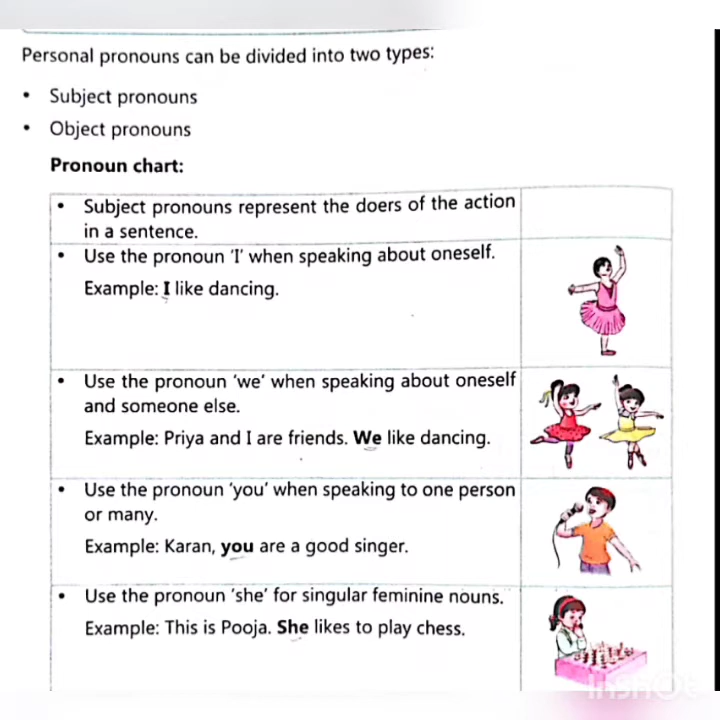 Personal pronouns can be divided into two types:
• Subject pronouns
• Object pronouns
Pronoun chart:
• Subject pronouns represent the doers of the action
in a sentence.
• Use the pronoun 'I' when speaking about oneself.
Example: I like dancing.
• Use the pronoun 'we' when speaking about oneself
and someone else.
Example: Priya and I are friends. We like dancing.
• Use the pronoun 'you' when speaking to one person
or many.
Example: Karan, you are a good singer.
• Use the pronoun 'she' for singular feminine nouns.
Example: This is Pooja. She likes to play chess.
InShOt